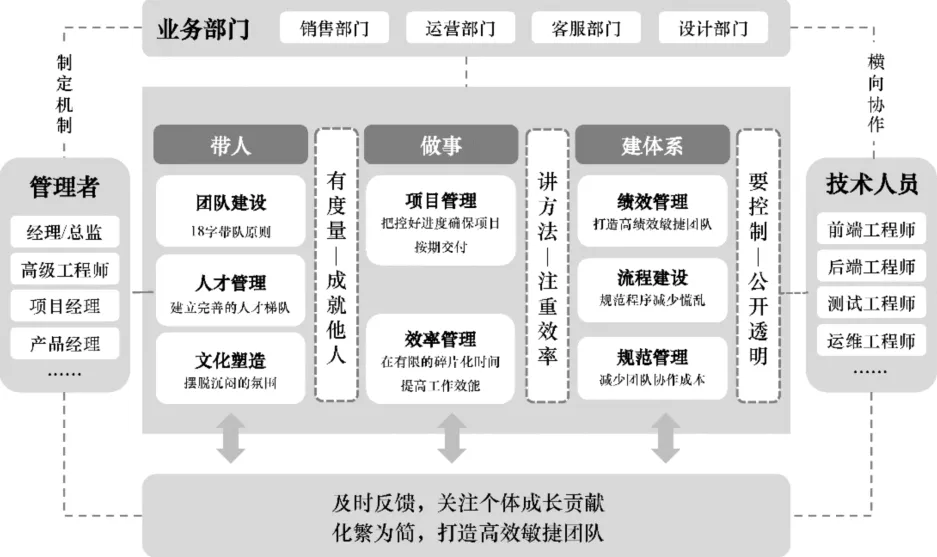 业务部门
销售部门
运营部门
客服部门
设计部门
制定机制
横向协作
管理者
经理/总监
高级工程师
项目经理
产品经理
……
带人
团队建设
18字带队原则
人才管理
建立完善的人才梯队
文化塑造
摆脱沉闷的氛围
有度量—成就他人
做事
项目管理
把控好进度确保项目
按期交付
效率管理
在有限的碎片化时间
提高工作效能
讲方法—注重效率
建体系
绩效管理
打造高绩效敏捷团队
流程建设
规范程序减少慌乱
规范管理
减少团队协作成本
要控制—公开透明
技术人员
前端工程师
后端工程师
测试工程师
运维工程师
……
及时反馈，关注个体成长贡献
化繁为简，打造高效敏捷团队